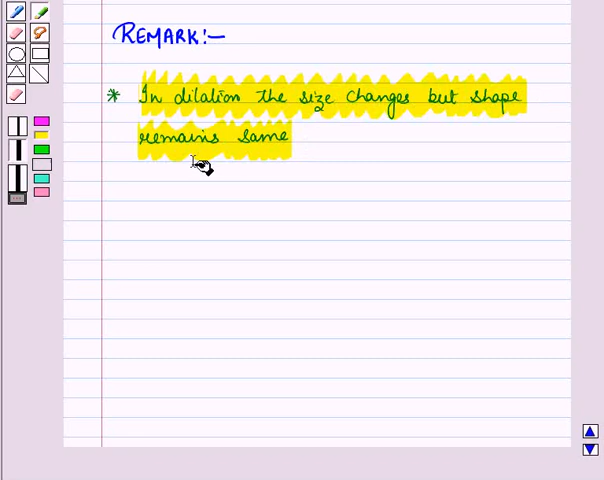 REMARK:-
* In dilation the size changes but shape
remains same